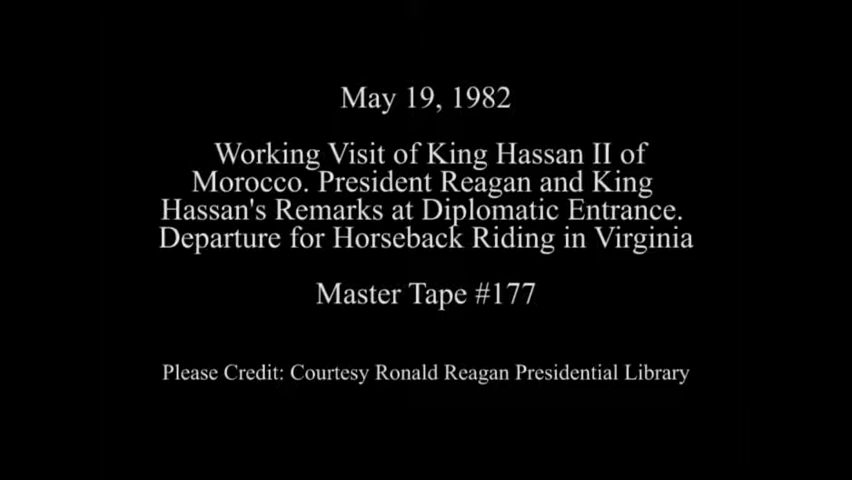 May 19, 1982
Working Visit of King Hassan II of
Morocco. President Reagan and King
Hassan's Remarks at Diplomatic Entrance.
Departure for Horseback Riding in Virginia
Master Tape #177
Please Credit: Courtesy Ronald Reagan Presidential Library